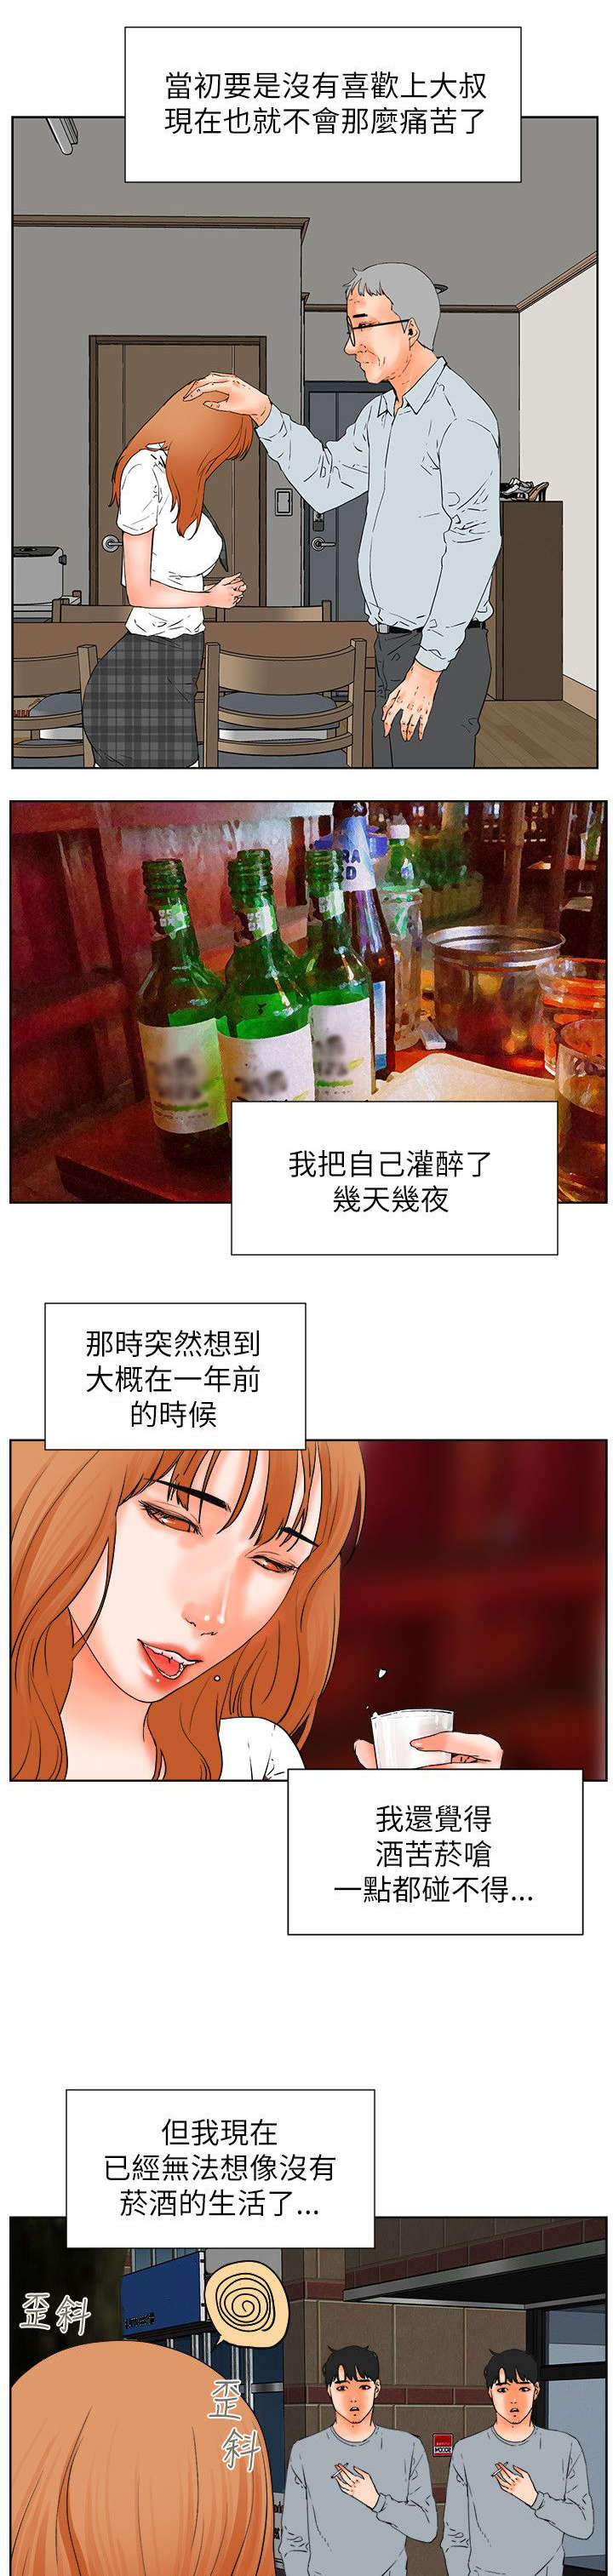 當初要是沒有喜歡上大叔
現在也就不會那麼痛苦了
我把自己灌醉了
幾天幾夜
那時突然想到
大概在一年前
的時候
我還覺得
酒苦菸嗆
一點都碰不得...
但我現在
已經無法想像沒有
菸酒的生活了...
歪斜
歪斜